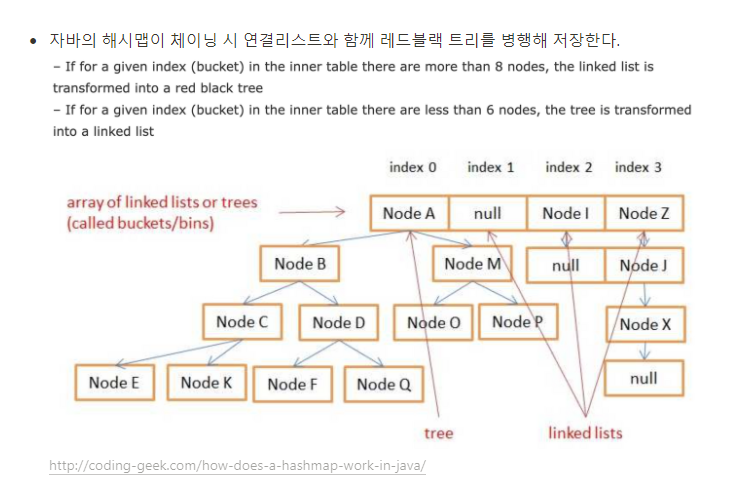 자바의 해시맵이 체이닝 시 연결리스트와 함께 레드블랙 트리를 병행해 저장한다.
– If for a given index (bucket) in the inner table there are more than 8 nodes, the linked list is
transformed into a red black tree
– If for a given index (bucket) in the inner table there are less than 6 nodes, the tree is transformed
into a linked list
index 0 index 1 index 2 index 3
array of linked lists or trees
(called buckets/bins)
Node A null Node I Node Z
Node B Node M null Node J
Node C Node D Node O Node P Node X
Node E Node K Node F Node Q null
tree linked lists
http://coding-geek.com/how-does-a-hashmap-work-in-java/